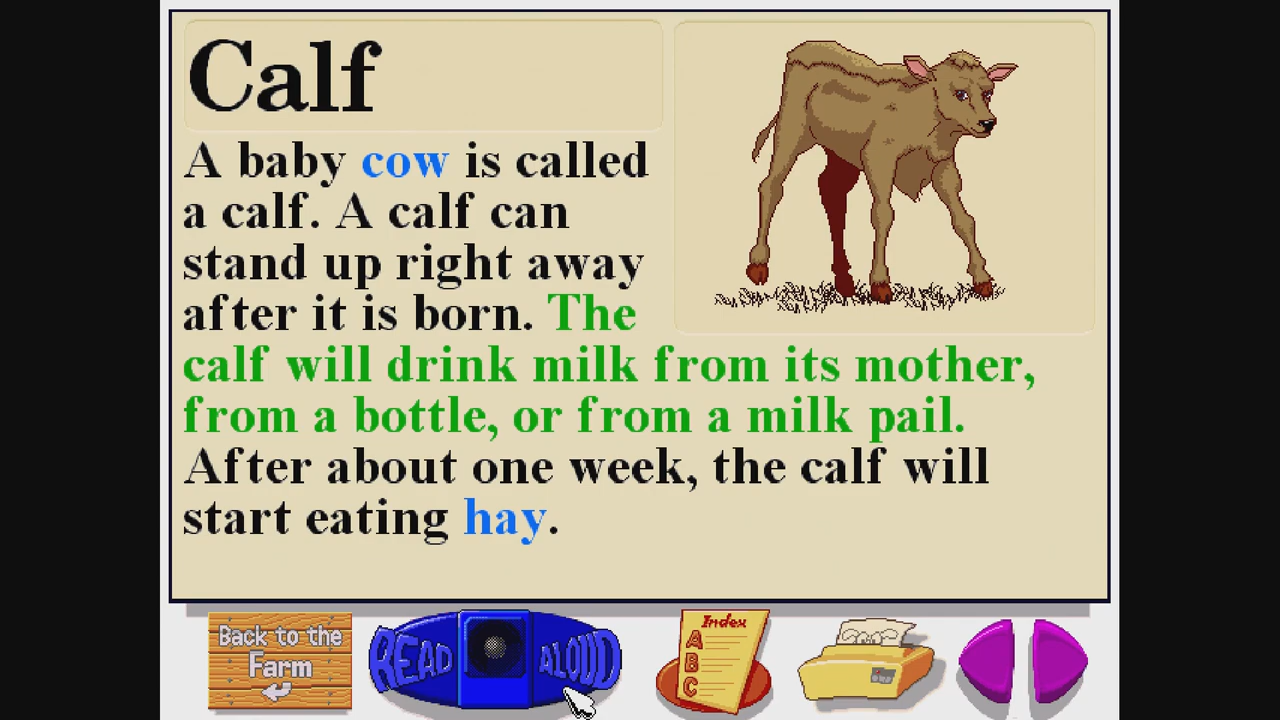 Calf
A baby cow is called
a calf. A calf can
stand up right away
after it is born. The
calf will drink milk from its mother,
from a bottle, or from a milk pail.
After about one week, the calf will
start eating hay.
Back to the
Farm
READ ALOUD
Index
A
B
C